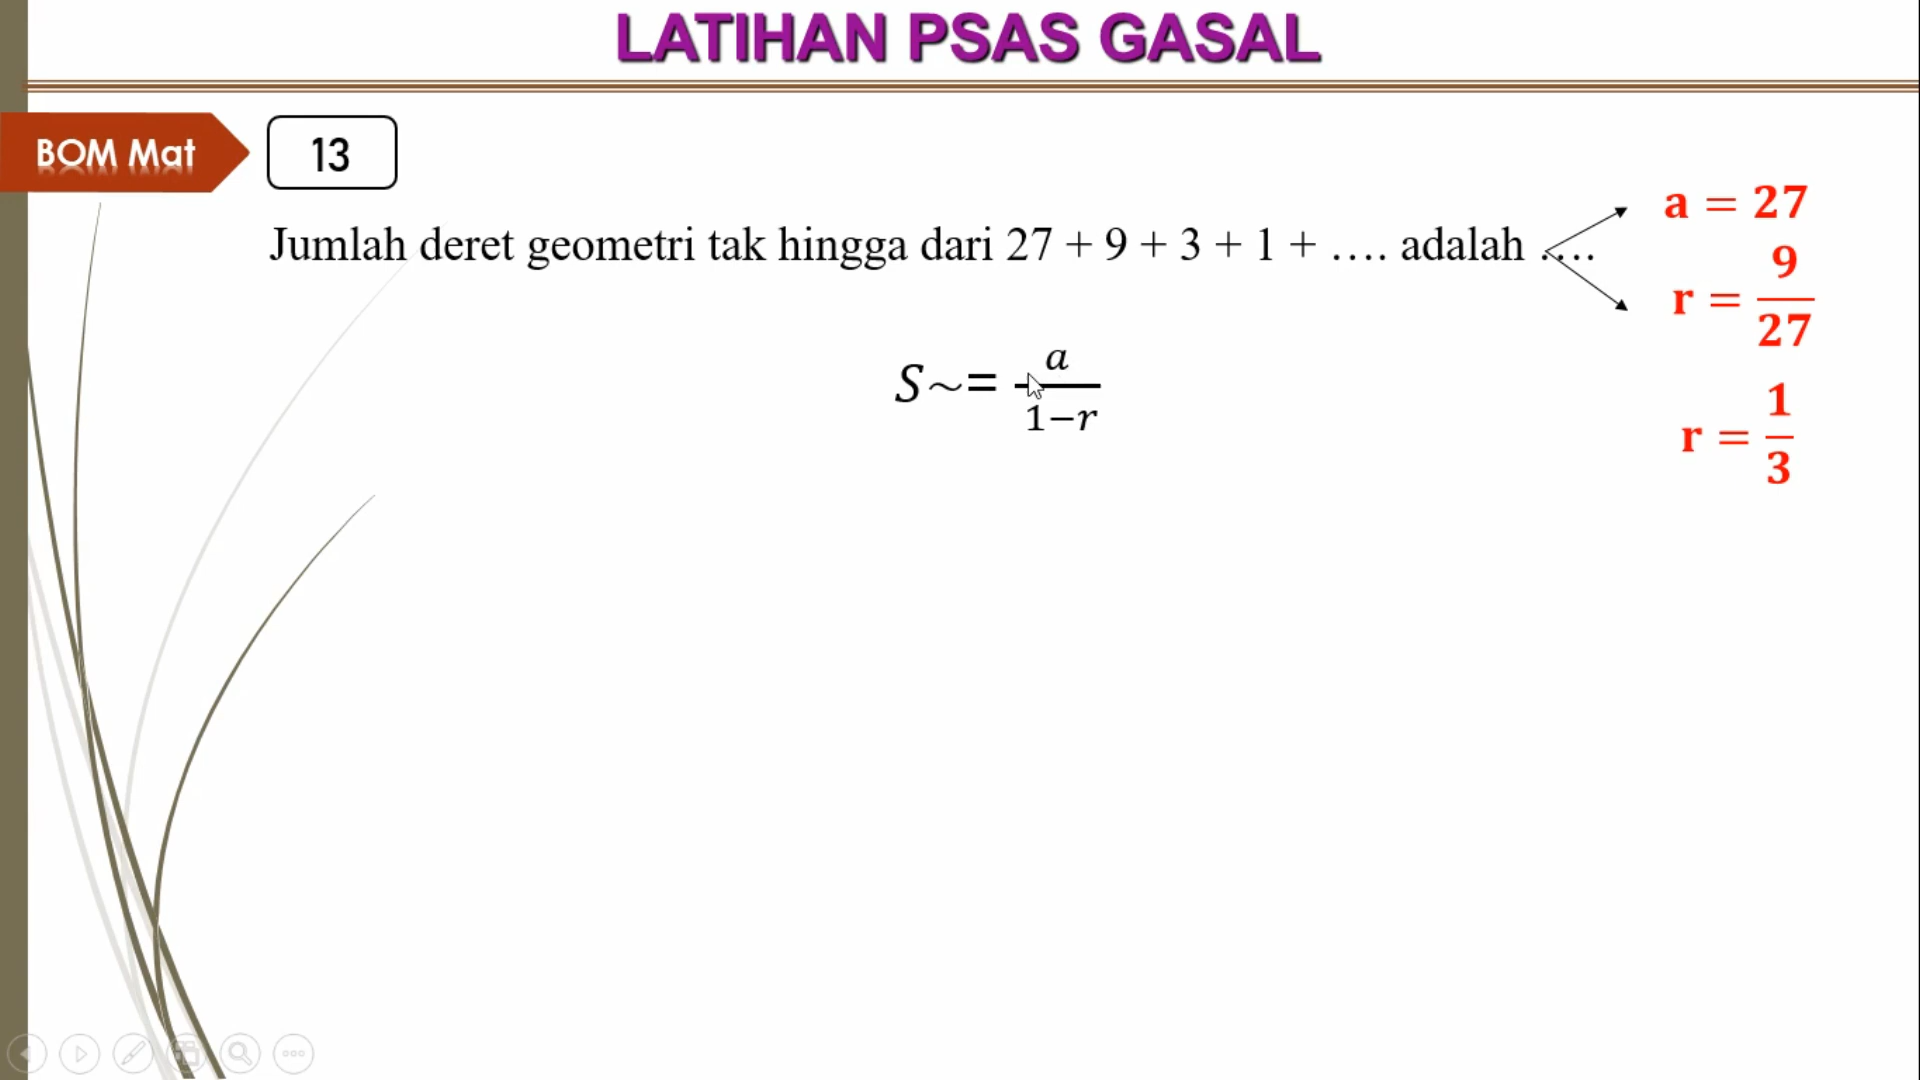 LATIHAN PSAS GASAL
BOM Mat
13
Jumlah deret geometri tak hingga dari 27 + 9 + 3 + 1 + …. adalah ….
a = 27
r = 9/27
r = 1/3
S~= a/1−r